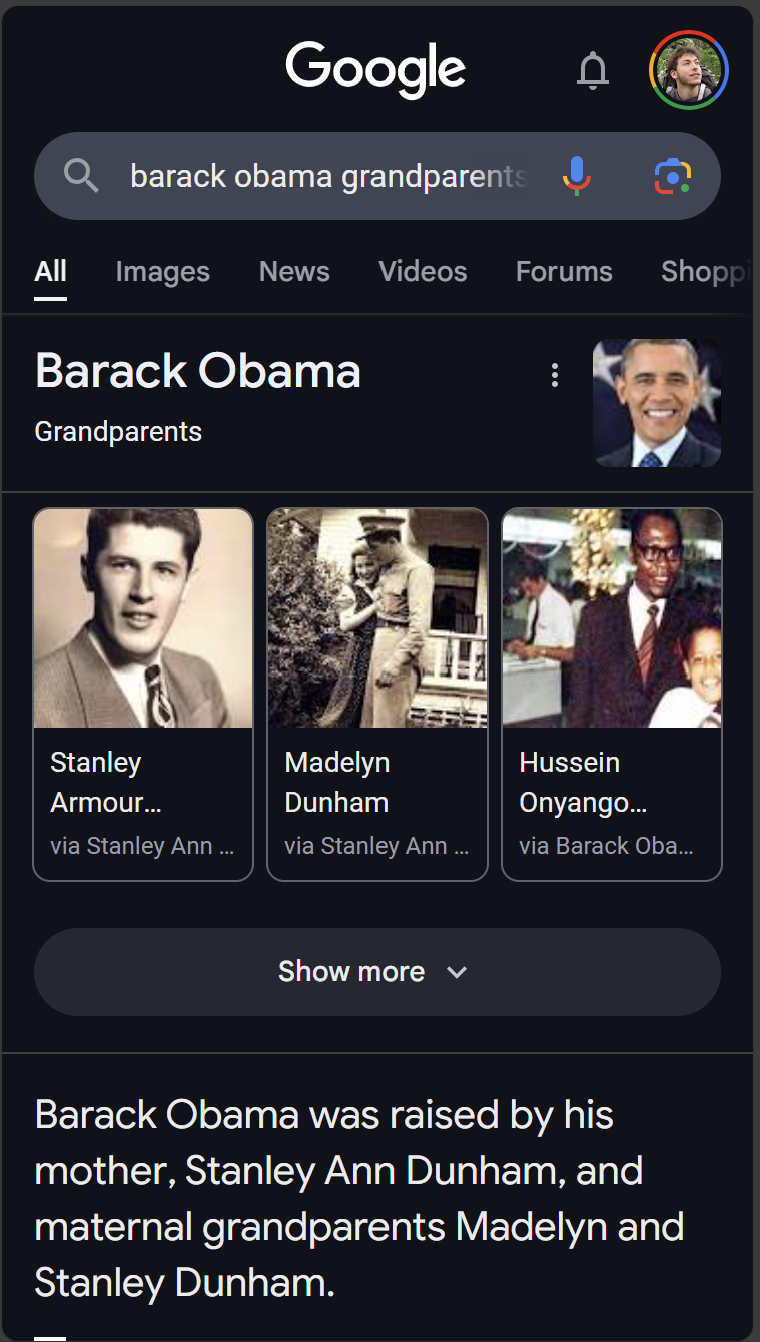 Google
barack obama grandparents
All Images News Videos Forums Shoppi
Barack Obama
Grandparents
Stanley
Armour...
via Stanley Ann ...
Madelyn
Dunham
via Stanley Ann ...
Hussein
Onyango...
via Barack Oba...
Show more
Barack Obama was raised by his
mother, Stanley Ann Dunham, and
maternal grandparents Madelyn and
Stanley Dunham.